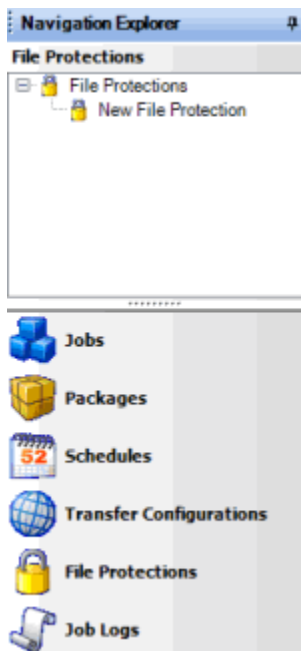 Navigation Explorer
File Protections
File Protections
New File Protection
Jobs
Packages
52
Schedules
Transfer Configurations
File Protections
Job Logs